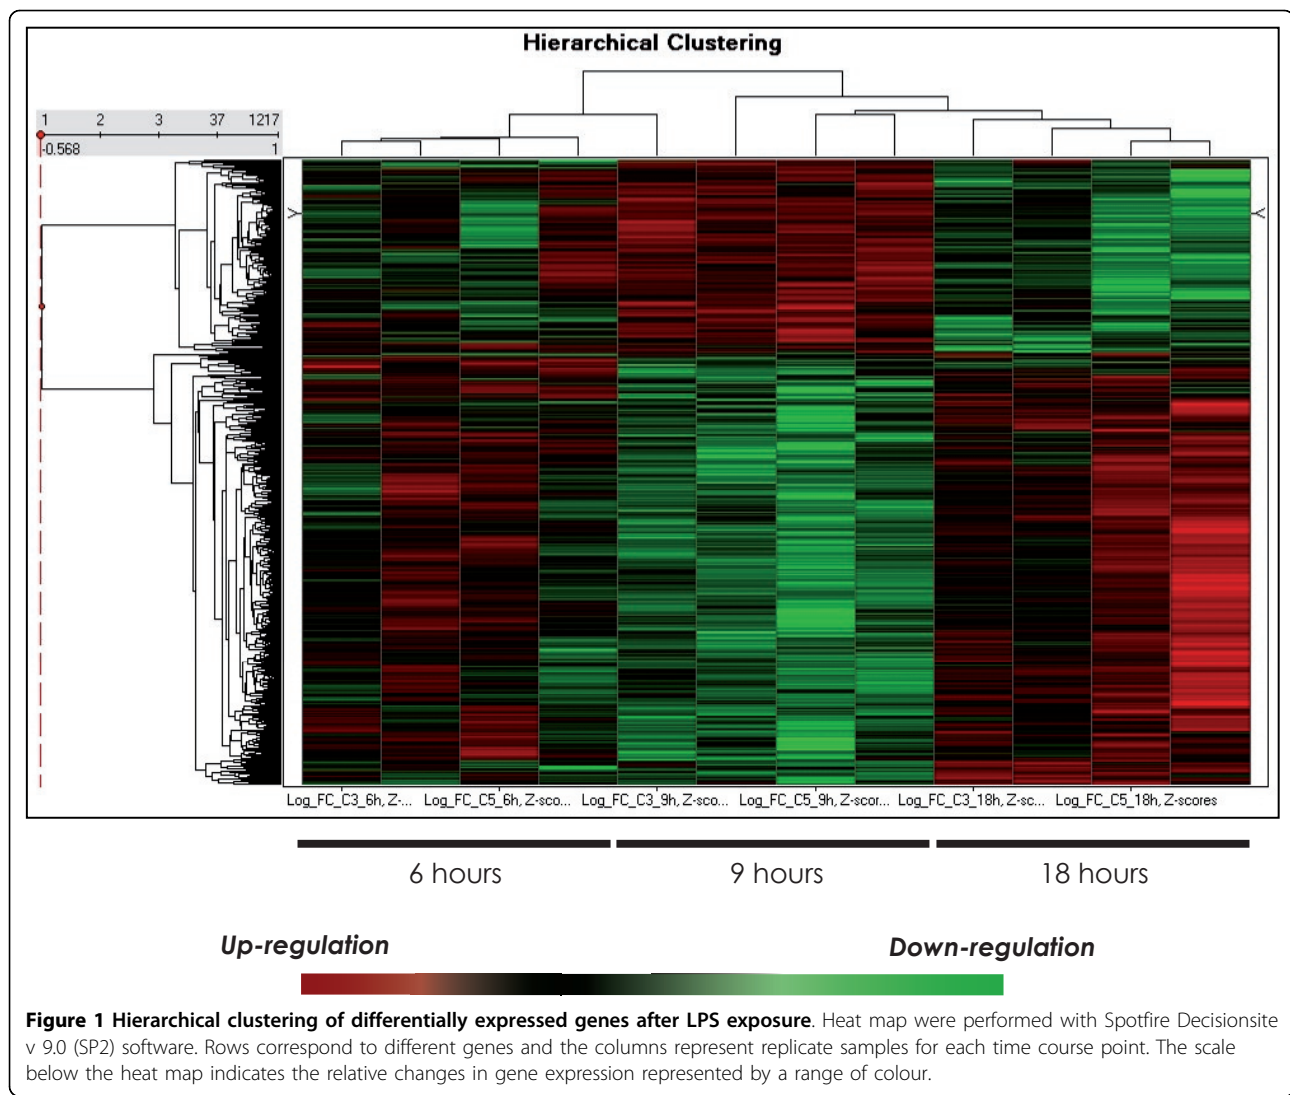 Hierarchical Clustering
1 2 3 37 1217
-0.568 1
Log_FC_C3_6h, Z-... Log_FC_C5_6h, Z-sco... Log_FC_C3_9h, Z-sco... Log_FC_C5_9h, Z-scor... Log_FC_C3_18h, Z-sc... Log_FC_C5_18h, Z-scores
6 hours 9 hours 18 hours
Up-regulation Down-regulation
Figure 1 Hierarchical clustering of differentially expressed genes after LPS exposure. Heat map were performed with Spotfire Decisionsite
v 9.0 (SP2) software. Rows correspond to different genes and the columns represent replicate samples for each time course point. The scale
below the heat map indicates the relative changes in gene expression represented by a range of colour.